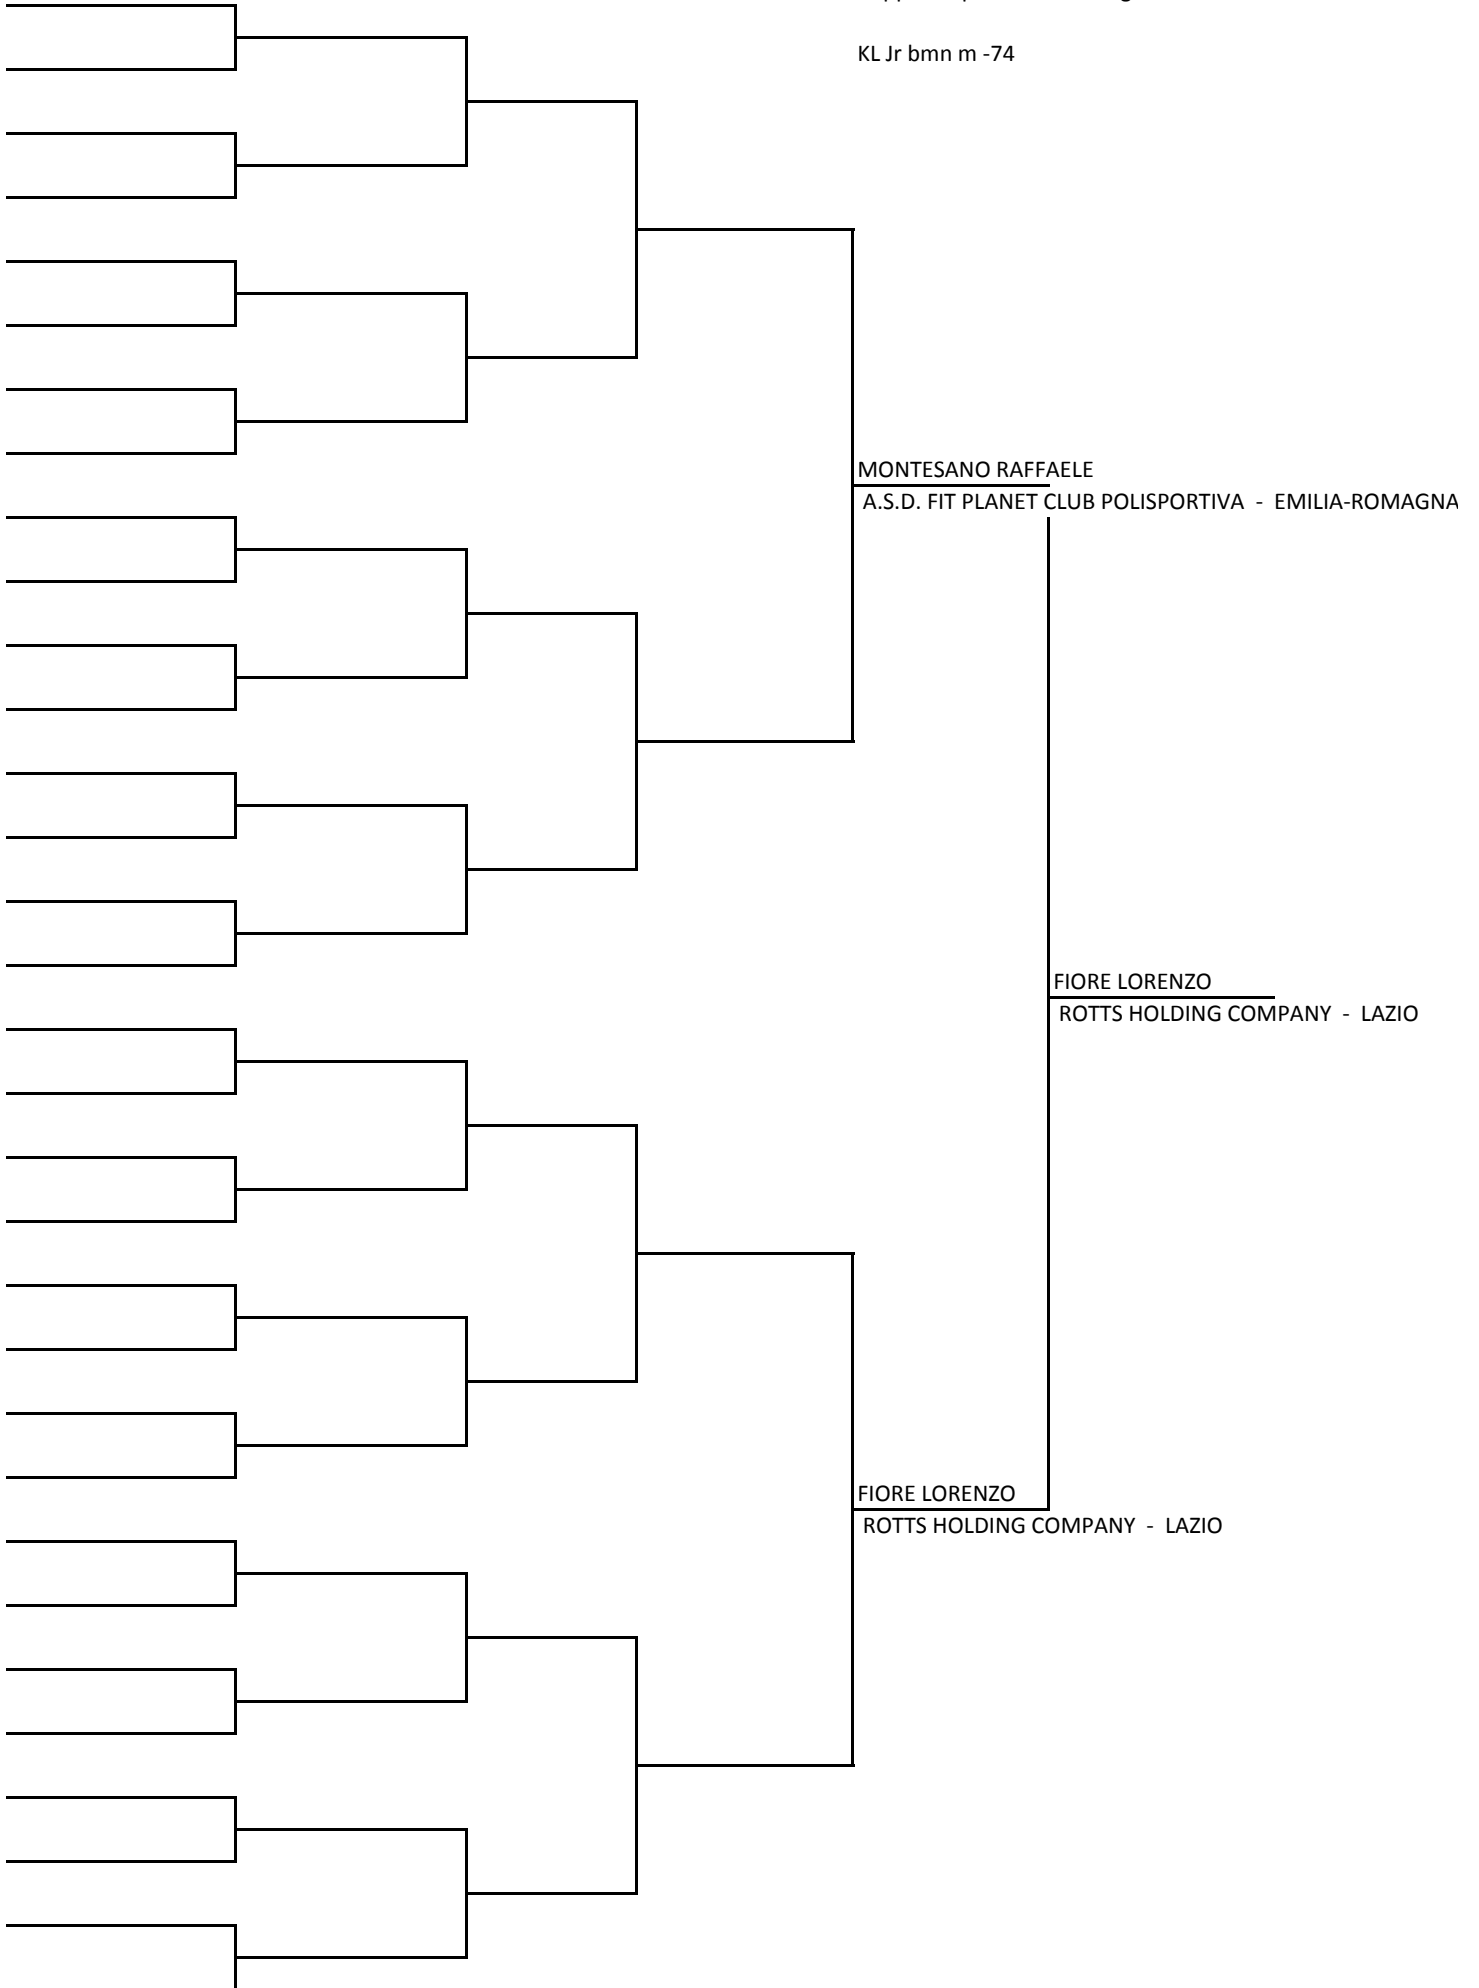 KL Jr bmn m -74
MONTESANO RAFFAELE
A.S.D. FIT PLANET CLUB POLISPORTIVA - EMILIA-ROMAGNA
FIORE LORENZO
ROTTS HOLDING COMPANY - LAZIO
FIORE LORENZO
ROTTS HOLDING COMPANY - LAZIO